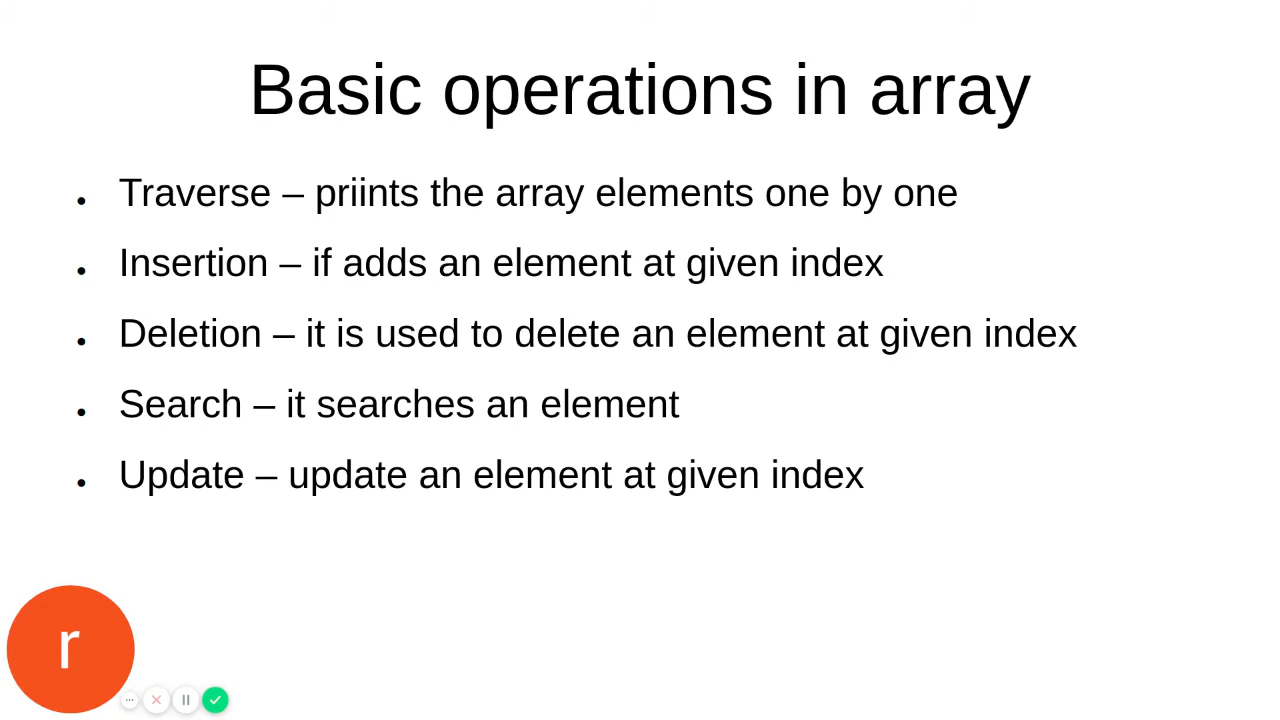 Basic operations in array
Traverse – priints the array elements one by one
Insertion – if adds an element at given index
Deletion – it is used to delete an element at given index
Search – it searches an element
Update – update an element at given index
r